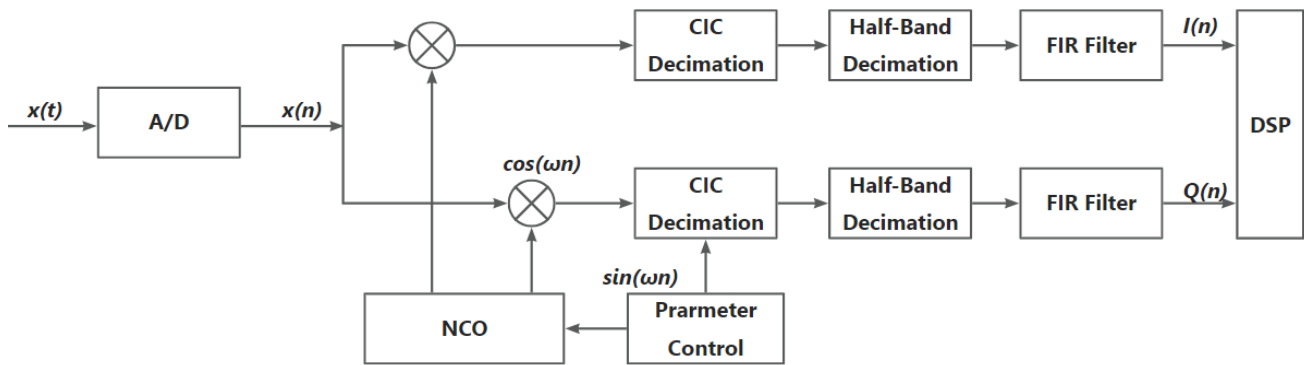 CIC
Decimation
Half-Band
Decimation
FIR Filter
I(n)
x(t)
A/D
x(n)
DSP
cos(ωn)
CIC
Decimation
Half-Band
Decimation
FIR Filter
Q(n)
sin(ωn)
NCO
Prarmeter
Control